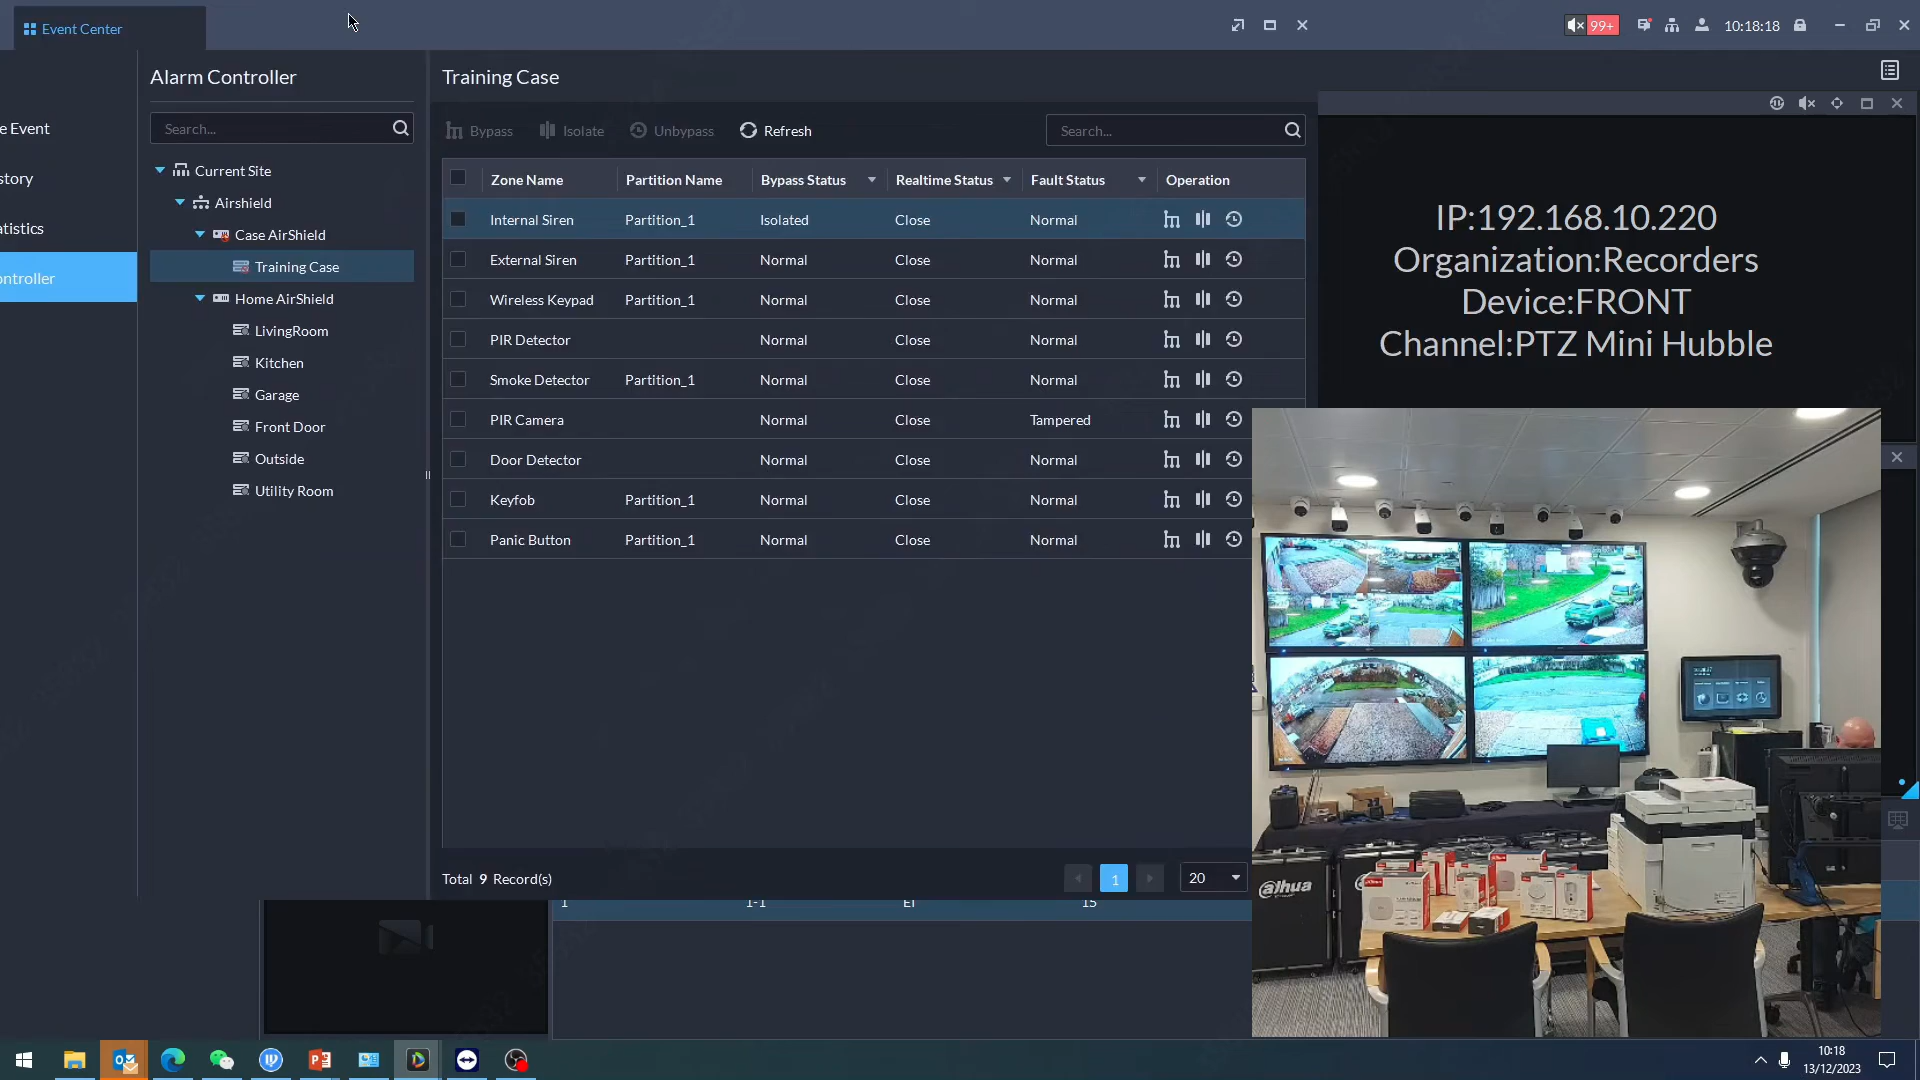 Event Center
99+
10:18:18
Alarm Controller
Training Case
e Event
story
atistics
ontroller
Search...
Current Site
Airshield
Case AirShield
Training Case
Home AirShield
LivingRoom
Kitchen
Garage
Front Door
Outside
Utility Room
Bypass Isolate Unbypass Refresh
Search...
Zone Name Partition Name Bypass Status Realtime Status Fault Status Operation
Internal Siren Partition_1 Isolated Close Normal
External Siren Partition_1 Normal Close Normal
Wireless Keypad Partition_1 Normal Close Normal
PIR Detector Normal Close Normal
Smoke Detector Partition_1 Normal Close Normal
PIR Camera Normal Close Tampered
Door Detector Normal Close Normal
Keyfob Partition_1 Normal Close Normal
Panic Button Partition_1 Normal Close Normal
Total 9 Record(s)
1
20
IP:192.168.10.220
Organization:Recorders
Device:FRONT
Channel:PTZ Mini Hubble
1 1-1 EI 15
alhua
10:18
13/12/2023